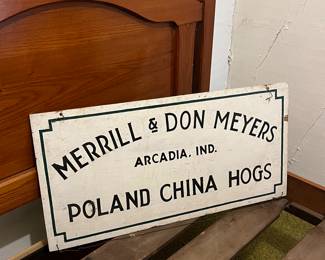 MERRILL & DON MEYERS
ARCADIA, IND.
POLAND CHINA HOGS